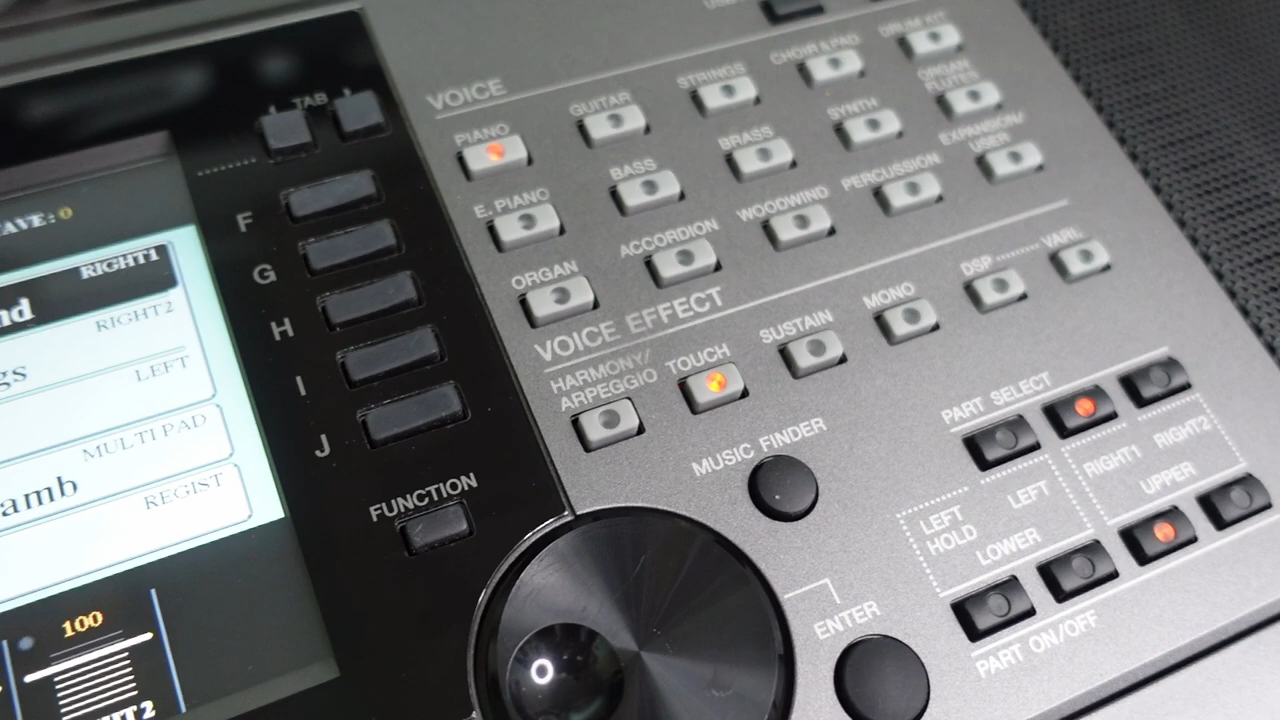 TAB
AVE: 0
RIGHT1
nd
RIGHT2
gs
LEFT
MULTI PAD
amb
REGIST
100
HT 2
F
G
H
I
J
FUNCTION
VOICE
PIANO
GUITAR
STRINGS
CHOIR & PAD
DRUM KIT
E. PIANO
BASS
BRASS
SYNTH
ORGAN
FLUTES
ORGAN
ACCORDION
WOODWIND
PERCUSSION
EXPANSION/
USER
VOICE EFFECT
HARMONY/
ARPEGGIO
TOUCH
SUSTAIN
MONO
DSP
VARI.
MUSIC FINDER
ENTER
PART SELECT
LEFT
HOLD
LEFT
LOWER
RIGHT1
RIGHT2
UPPER
PART ON/OFF